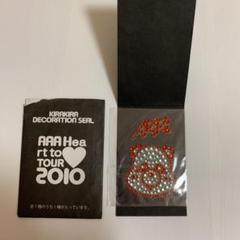 KIRAKIRA
DECORATION SEAL
AAA Hea
rt to♥
TOUR
2010
AAA